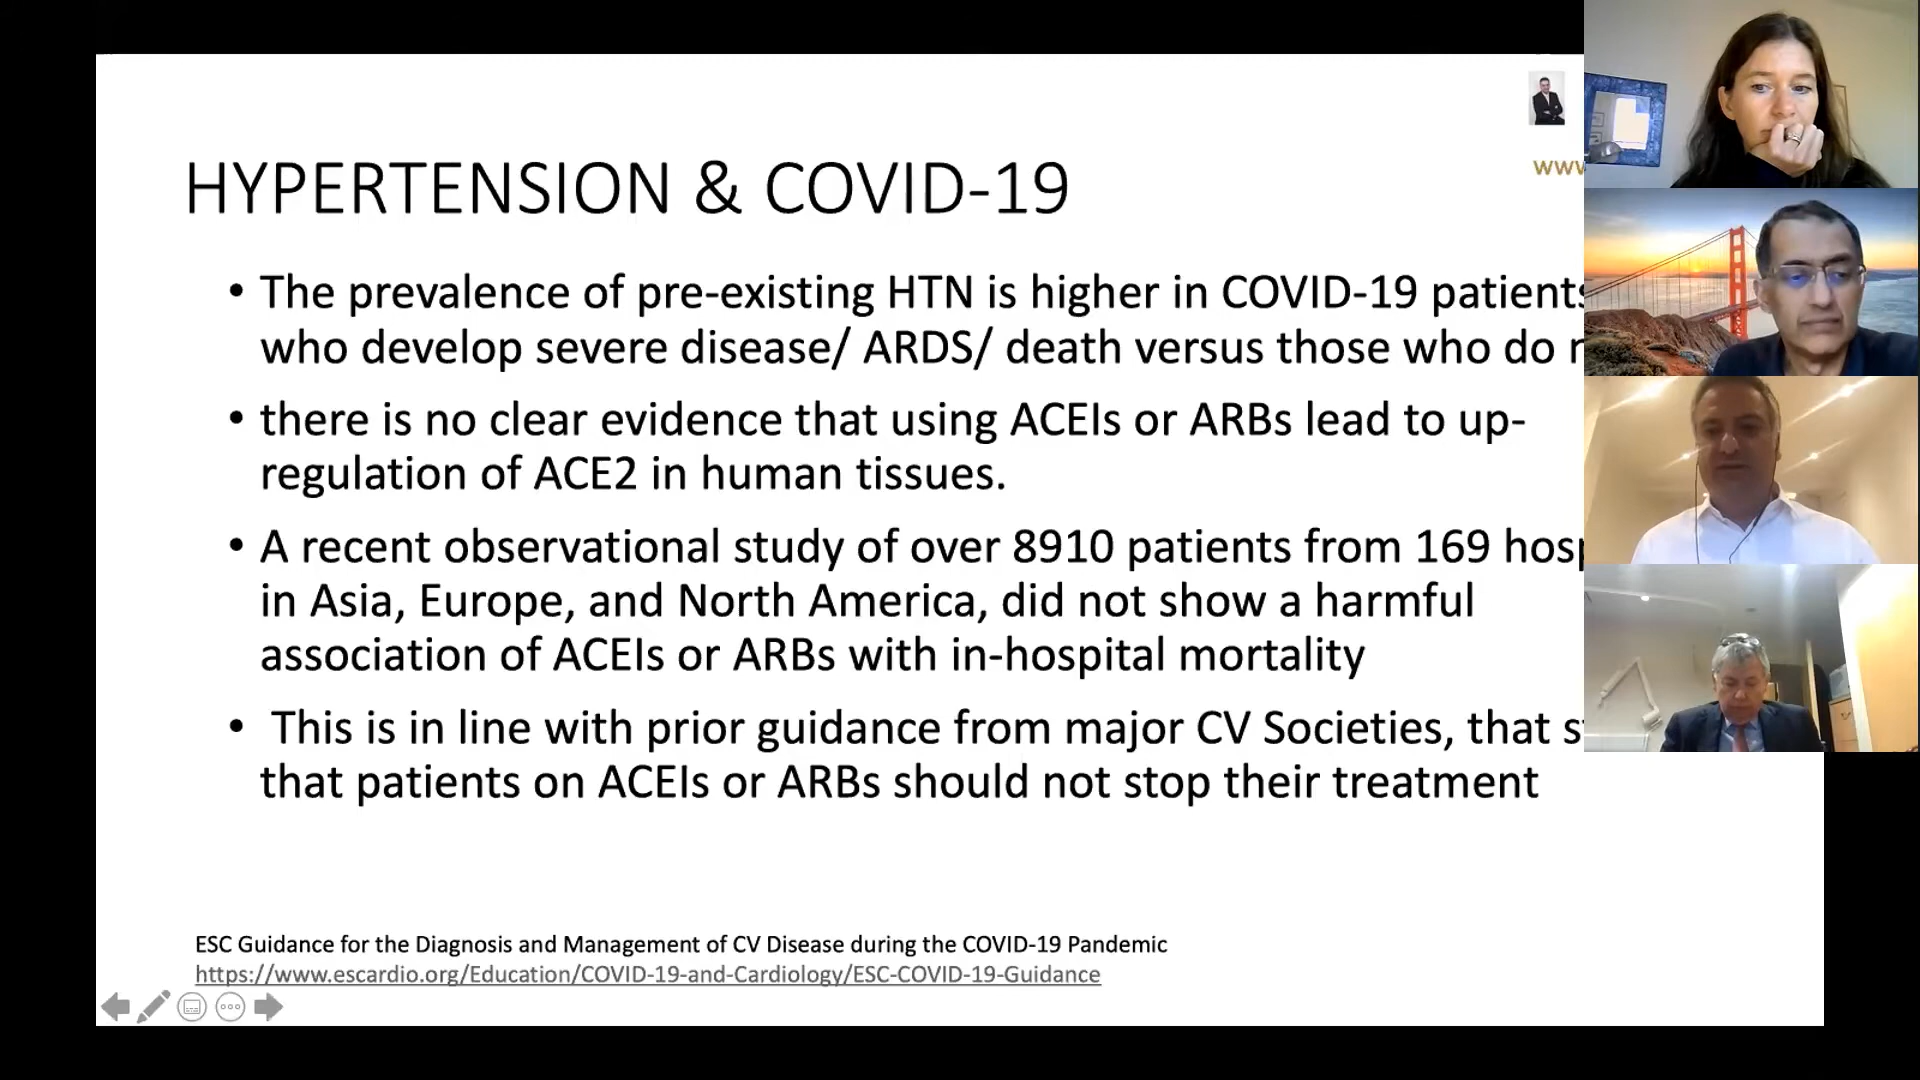 www
HYPERTENSION & COVID-19
• The prevalence of pre-existing HTN is higher in COVID-19 patients
who develop severe disease/ ARDS/ death versus those who do
• there is no clear evidence that using ACEIs or ARBs lead to up-
regulation of ACE2 in human tissues.
• A recent observational study of over 8910 patients from 169 hosp
in Asia, Europe, and North America, did not show a harmful
association of ACEIs or ARBs with in-hospital mortality
• This is in line with prior guidance from major CV Societies, that
that patients on ACEIs or ARBs should not stop their treatment
ESC Guidance for the Diagnosis and Management of CV Disease during the COVID-19 Pandemic
https://www.escardio.org/Education/COVID-19-and-Cardiology/ESC-COVID-19-Guidance